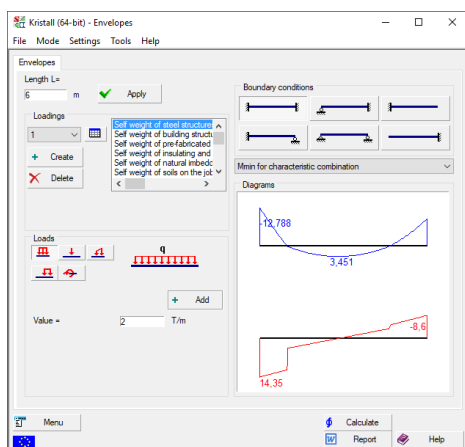 Kristall (64-bit) - Envelopes
File Mode Settings Tools Help
Envelopes
Length L=
6 m Apply
Loadings
1
Create
Delete
Self weight of steel structures
Self weight of building structu
Self weight of pre-fabricated
Self weight of insulating and
Self weight of natural imbedc
Self weight of soils on the jot
Loads
q
Add
Value = 2 T/m
Boundary conditions
Mmin for characteristic combination
Diagrams
-12,788
3,451
-8,6
14,35
Menu
Calculate
Report
Help